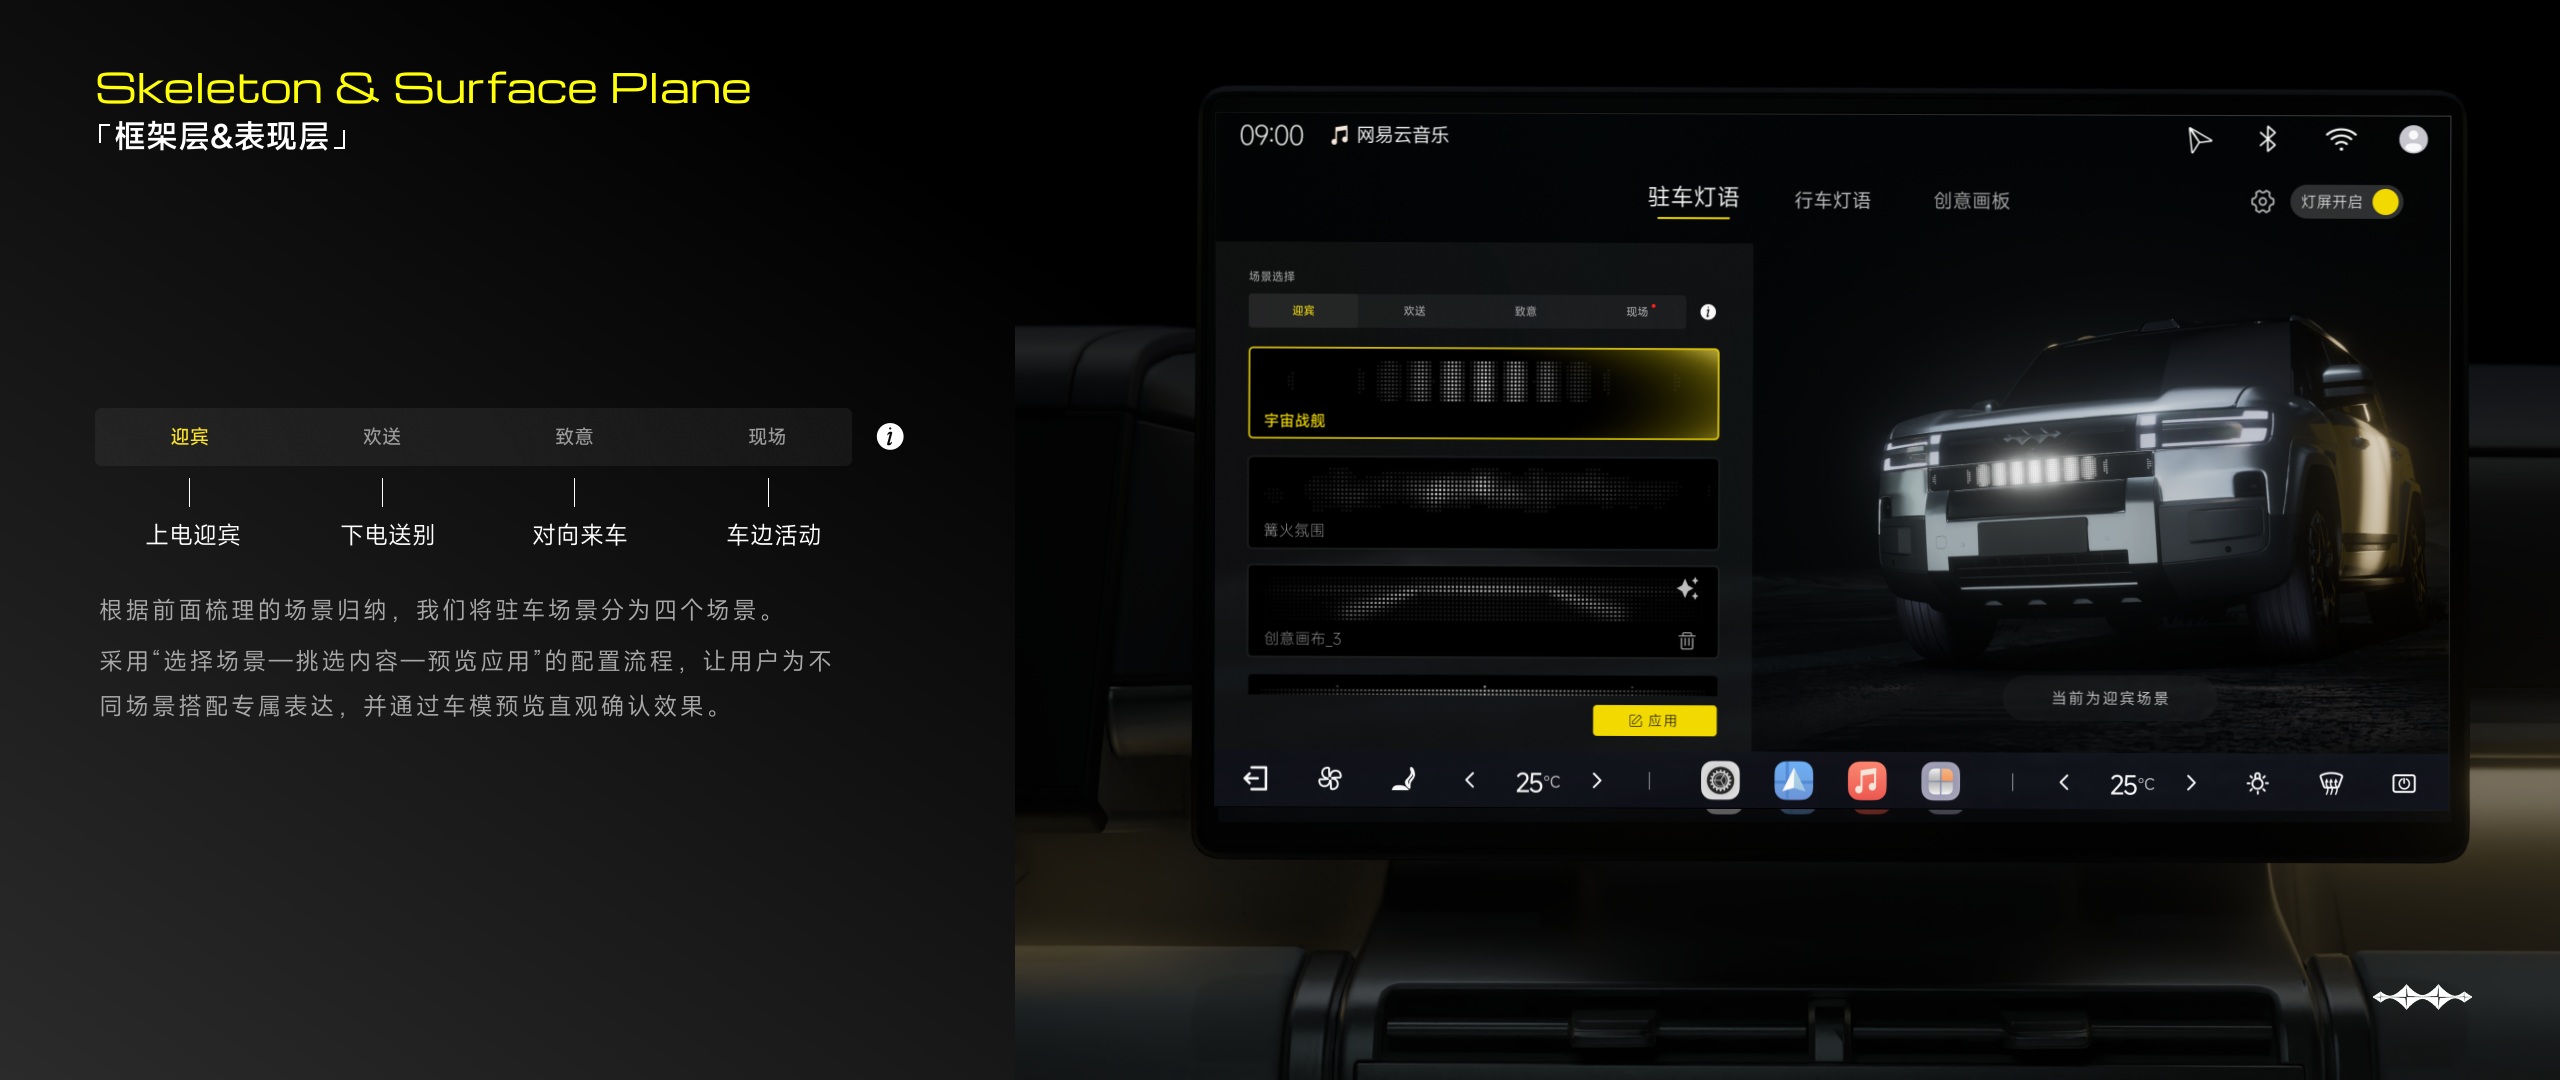 Skeleton & Surface Plane
「框架层&表现层」
迎宾 欢送 致意 现场
上电迎宾 下电送别 对向来车 车边活动
根据前面梳理的场景归纳，我们将驻车场景分为四个场景。
采用“选择场景—挑选内容—预览应用”的配置流程，让用户为不
同场景搭配专属表达，并通过车模预览直观确认效果。
09:00 网易云音乐
驻车灯语 行车灯语 创意画板 灯屏开启
场景选择
迎宾 欢送 致意 现场
宇宙战舰
篝火氛围
创意画布_3
应用
当前为迎宾场景
25°C 25°C